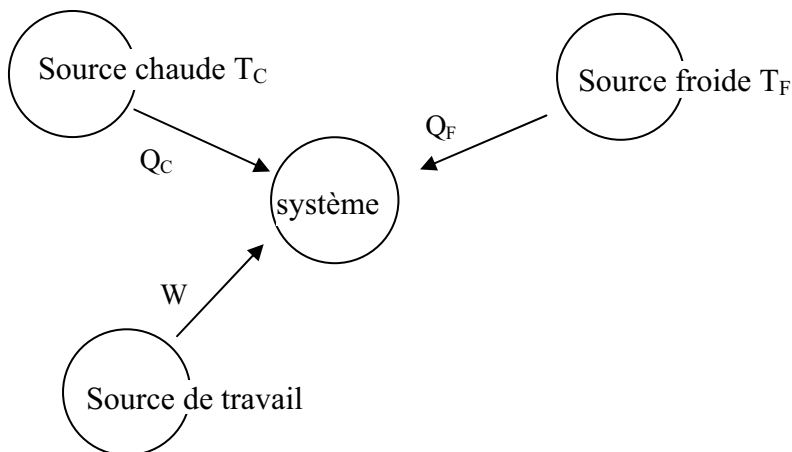 Source chaude T_C
Source froide T_F
Q_C
Q_F
système
W
Source de travail